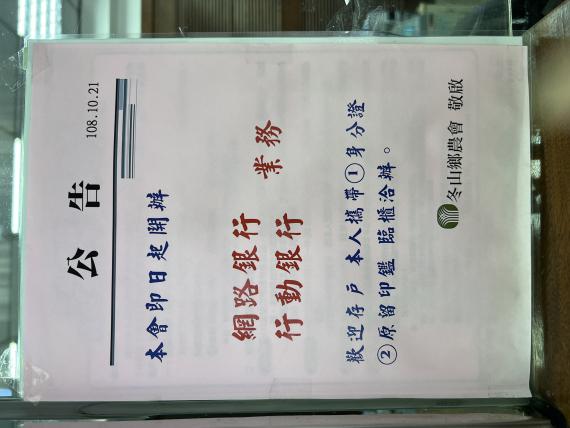 公告
108.10.21
本會即日起開辦
網路銀行
行動銀行
業務
歡迎存戶 本人攜帶①身分證
②原留印鑑 臨櫃洽辦。
冬山鄉農會 敬啟